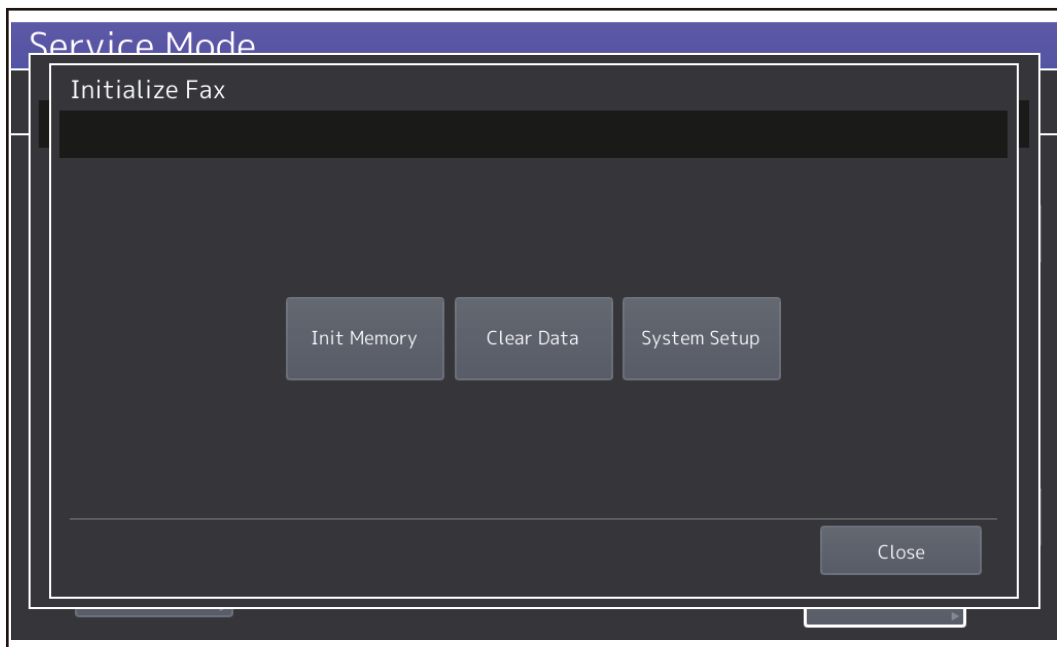 Service Mode
Initialize Fax
Init Memory
Clear Data
System Setup
Close